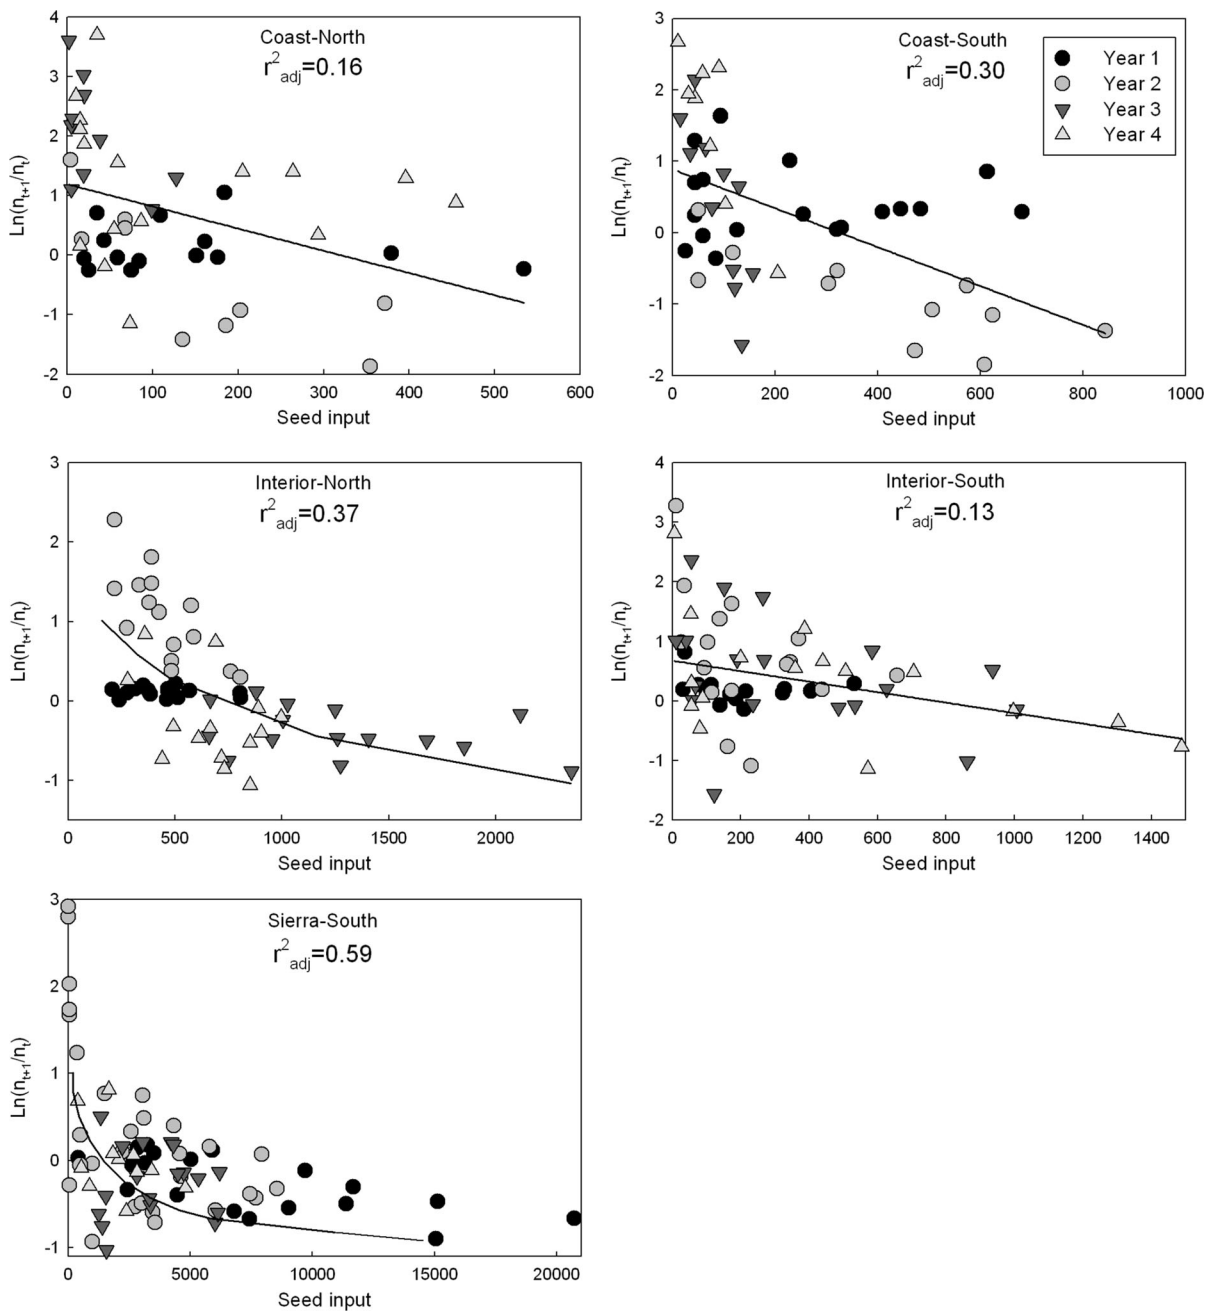 Coast-North
r²adj=0.16
Ln(nt+1/nt)
4
3
2
1
0
-1
-2
0 100 200 300 400 500 600
Seed input
Coast-South
r²adj=0.30
Year 1
Year 2
Year 3
Year 4
Ln(nt+1/nt)
3
2
1
0
-1
-2
0 200 400 600 800 1000
Seed input
Interior-North
r²adj=0.37
Ln(nt+1/nt)
3
2
1
0
-1
0 500 1000 1500 2000
Seed input
Interior-South
r²adj=0.13
Ln(nt+1/nt)
4
3
2
1
0
-1
-2
0 200 400 600 800 1000 1200 1400
Seed input
Sierra-South
r²adj=0.59
Ln(nt+1/nt)
3
2
1
0
-1
0 5000 10000 15000 20000
Seed input